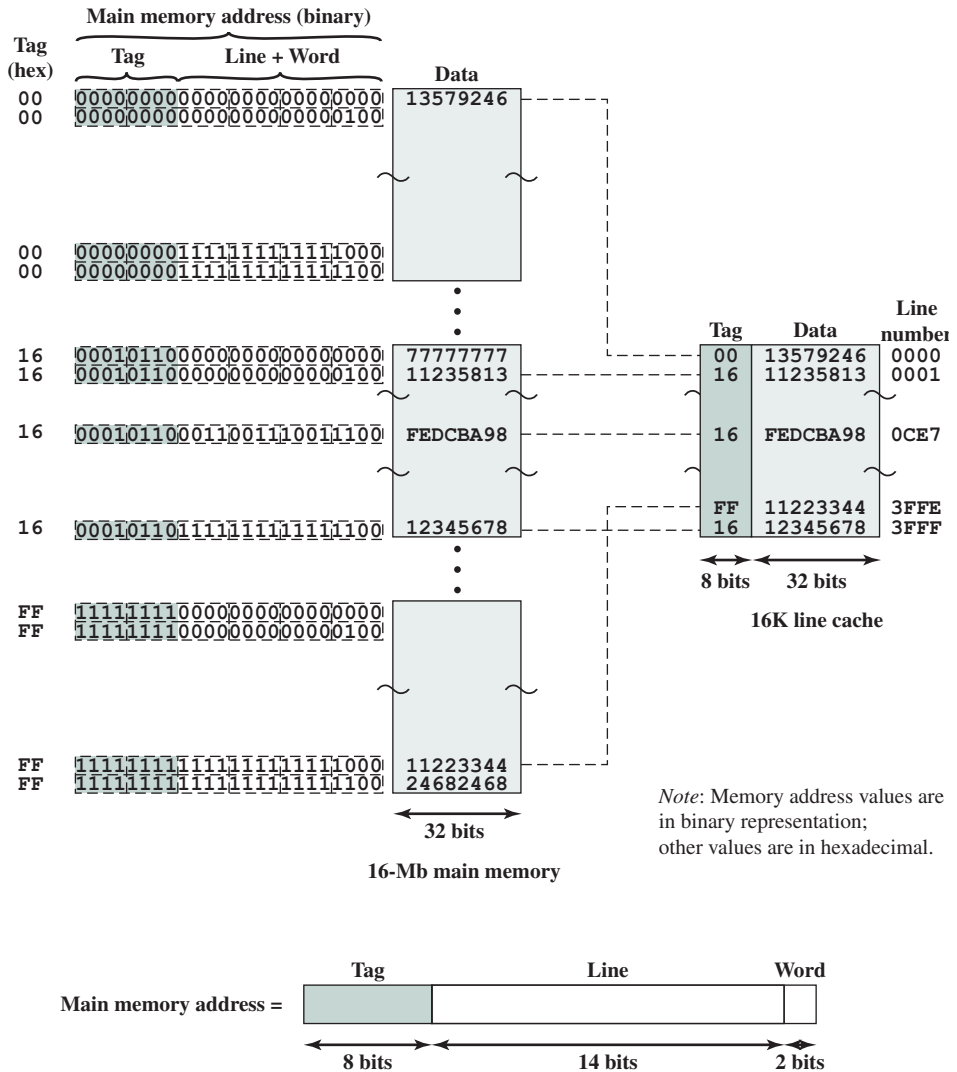 Main memory address (binary)
Tag
(hex)
Tag Line + Word
Data
00 000000000000000000000000 13579246
00 000000000000000000000100
00 000000001111111111111000
00 000000001111111111111100
16 000101100000000000000000 77777777
16 000101100000000000000100 11235813
16 000101100011001110011100 FEDCBA98
16 000101101111111111111100 12345678
FF 111111110000000000000000
FF 111111110000000000000100
FF 111111111111111111111000 11223344
FF 111111111111111111111100 24682468
32 bits
16-Mb main memory
Tag Data Line
number
00 13579246 0000
16 11235813 0001
16 FEDCBA98 0CE7
FF 11223344 3FFE
16 12345678 3FFF
8 bits 32 bits
16K line cache
Note: Memory address values are
in binary representation;
other values are in hexadecimal.
Tag Line Word
Main memory address =
8 bits 14 bits 2 bits